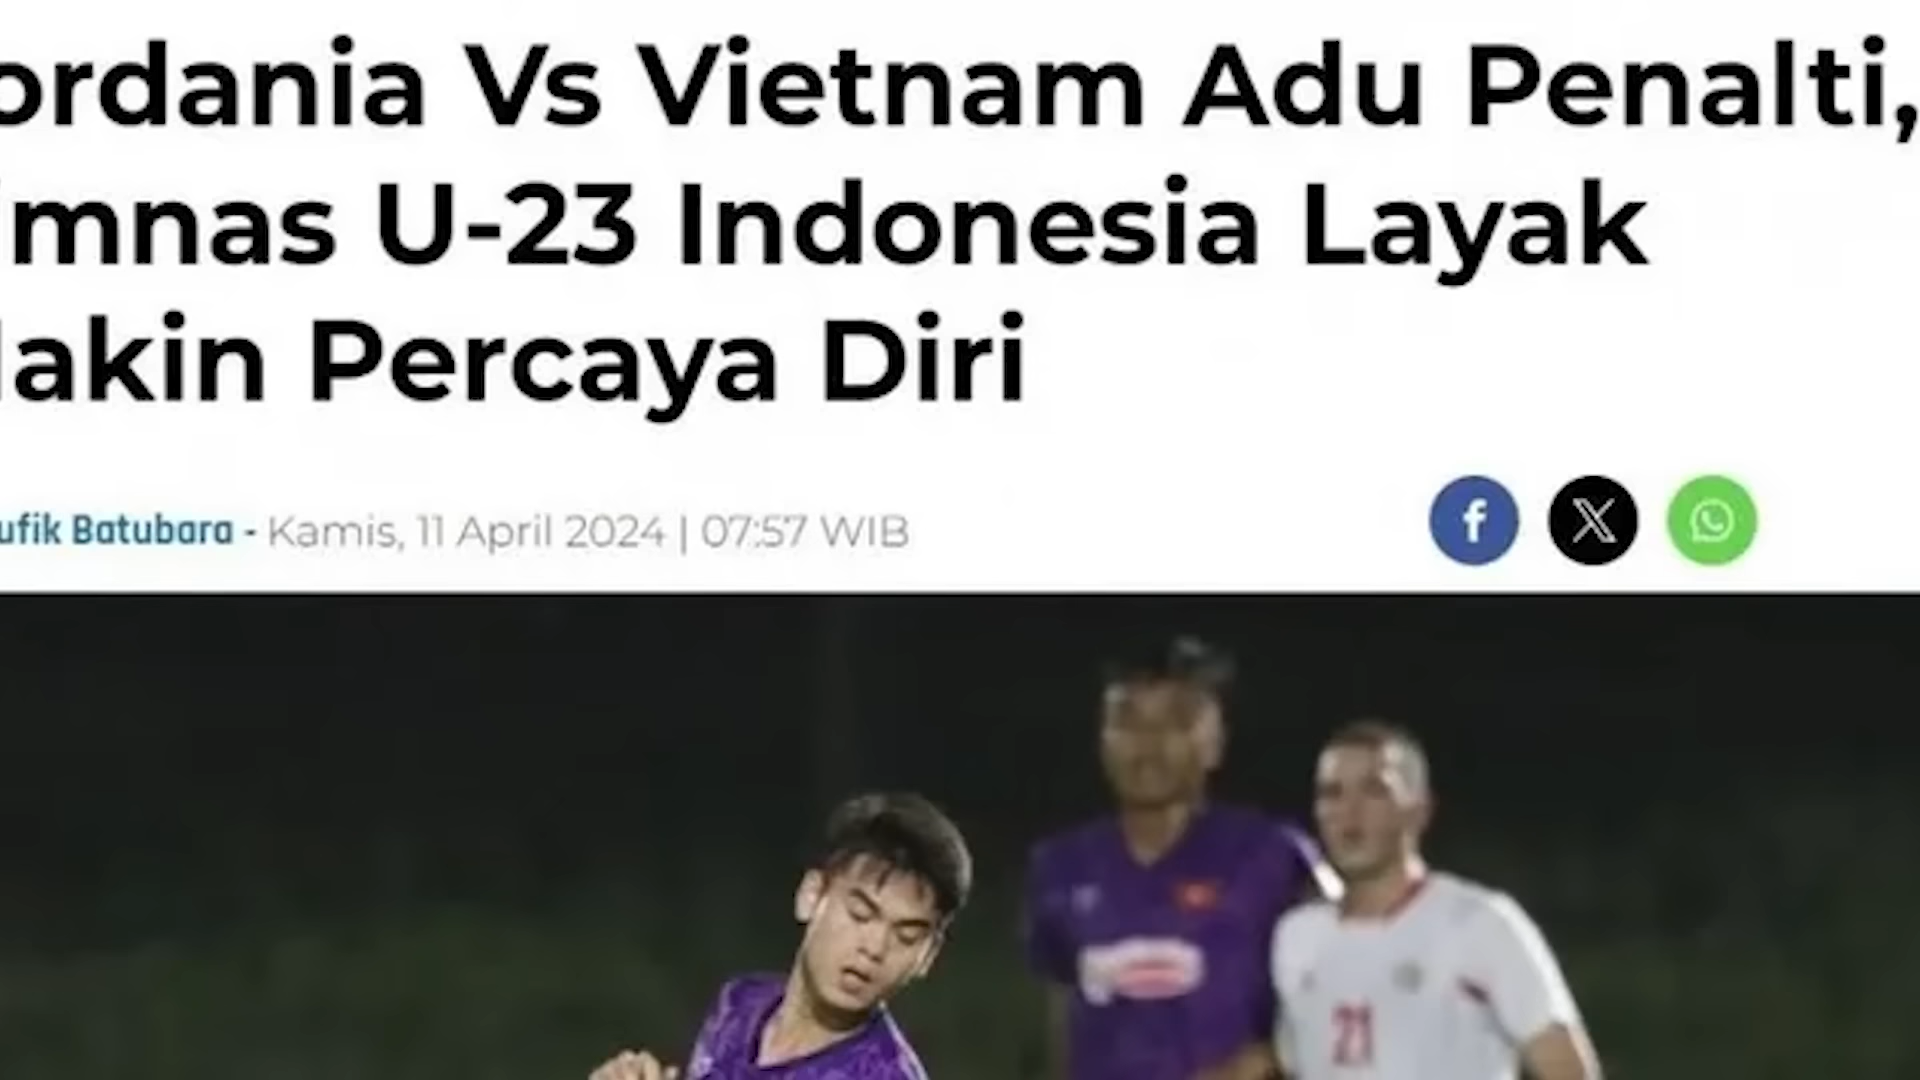 ordania Vs Vietnam Adu Penalti,
imnas U-23 Indonesia Layak
lakin Percaya Diri
ufik Batubara - Kamis, 11 April 2024 | 07:57 WIB
21